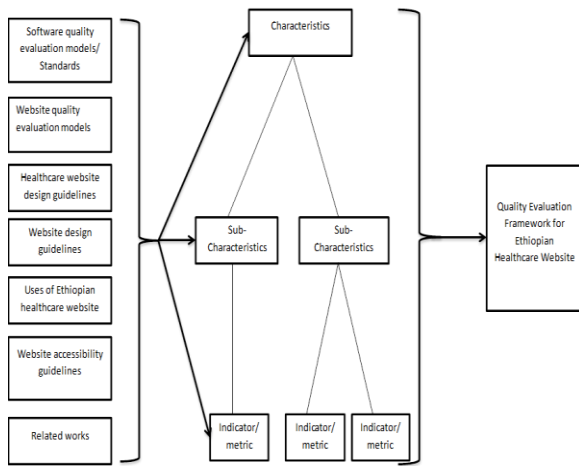 Software quality
evaluation models/
Standards
Website quality
evaluation models
Healthcare website
design guidelines
Website design
guidelines
Uses of Ethiopian
healthcare website
Website accessibility
guidelines
Related works
Characteristics
Sub-
Characteristics
Sub-
Characteristics
Indicator/
metric
Indicator/
metric
Indicator/
metric
Quality Evaluation
Framework for
Ethiopian
Healthcare Website